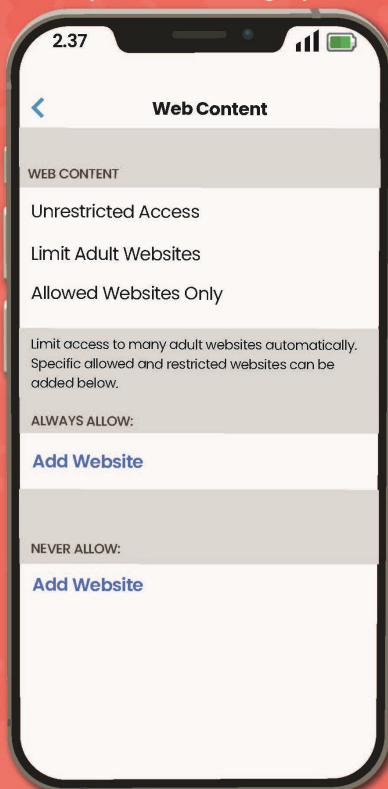 2.37
Web Content
WEB CONTENT
Unrestricted Access
Limit Adult Websites
Allowed Websites Only
Limit access to many adult websites automatically.
Specific allowed and restricted websites can be
added below.
ALWAYS ALLOW:
Add Website
NEVER ALLOW:
Add Website